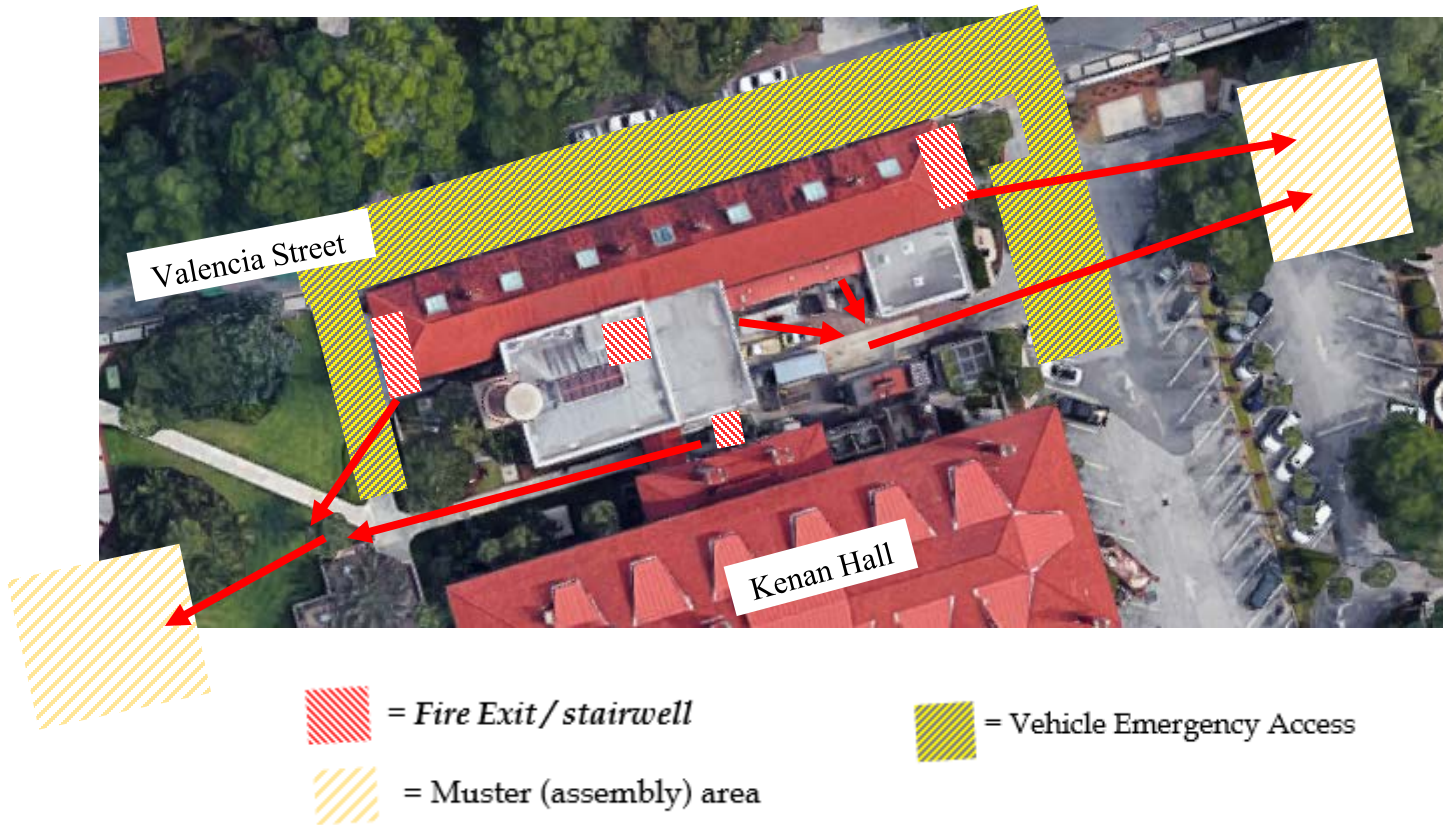 Valencia Street
Kenan Hall
= Fire Exit / stairwell
= Vehicle Emergency Access
= Muster (assembly) area